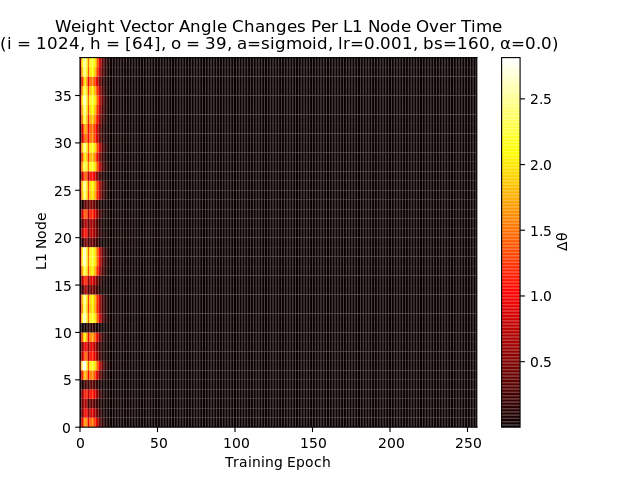 Weight Vector Angle Changes Per L1 Node Over Time
(i = 1024, h = [64], o = 39, a=sigmoid, lr=0.001, bs=160, α=0.0)
35
30
25
20
15
10
5
0
L1 Node
0 50 100 150 200 250
Training Epoch
2.5
2.0
1.5
1.0
0.5
Δθ